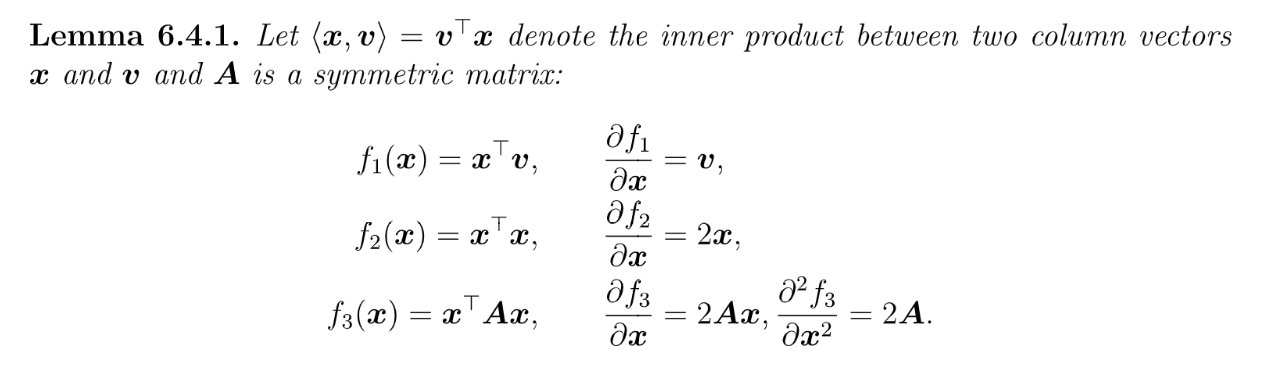 Lemma 6.4.1. Let ⟨x, v⟩ = v⊤x denote the inner product between two column vectors
x and v and A is a symmetric matrix:
f₁(x) = x⊤v, ∂f₁/∂x = v,
f₂(x) = x⊤x, ∂f₂/∂x = 2x,
f₃(x) = x⊤Ax, ∂f₃/∂x = 2Ax, ∂²f₃/∂x² = 2A.